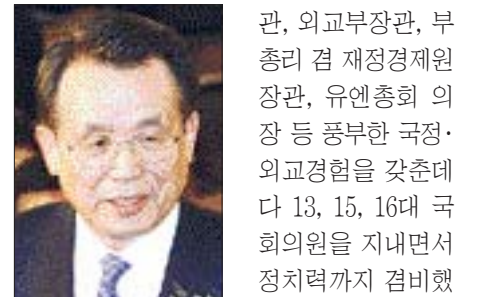 관, 외교부장관, 부
총리 겸 재정경제원
장관, 유엔총회 의
장 등 풍부한 국정·
외교경험을 갖춘데
다 13, 15, 16대 국
회의원을 지내면서
정치력까지 겸비했